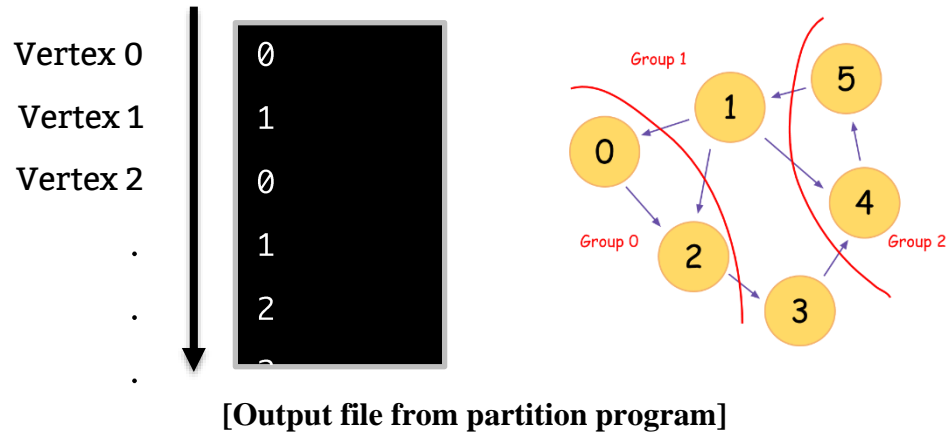 Vertex 0
Vertex 1
Vertex 2
.
.
.
0
1
0
1
2
Group 1
5
1
0
4
Group 0
2
Group 2
3
[Output file from partition program]